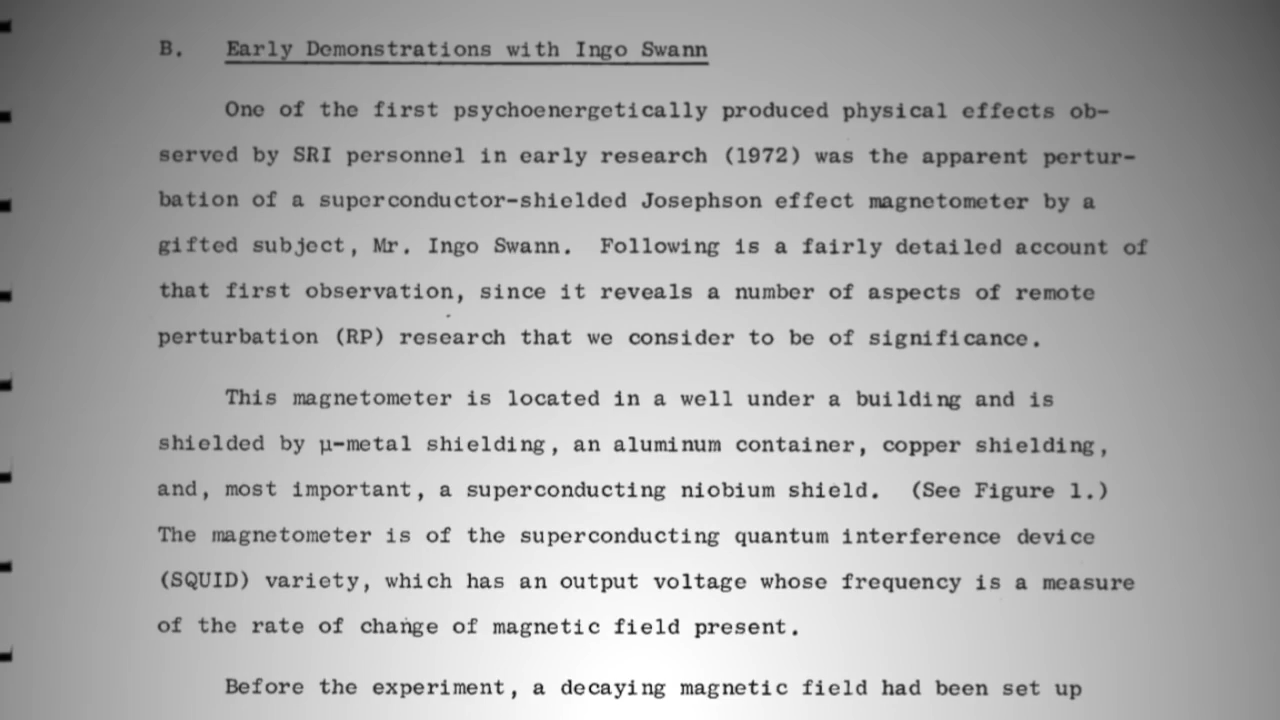 B. Early Demonstrations with Ingo Swann
One of the first psychoenergetically produced physical effects ob-
served by SRI personnel in early research (1972) was the apparent pertur-
bation of a superconductor-shielded Josephson effect magnetometer by a
gifted subject, Mr. Ingo Swann. Following is a fairly detailed account of
that first observation, since it reveals a number of aspects of remote
perturbation (RP) research that we consider to be of significance.
This magnetometer is located in a well under a building and is
shielded by μ-metal shielding, an aluminum container, copper shielding,
and, most important, a superconducting niobium shield. (See Figure 1.)
The magnetometer is of the superconducting quantum interference device
(SQUID) variety, which has an output voltage whose frequency is a measure
of the rate of change of magnetic field present.
Before the experiment, a decaying magnetic field had been set up